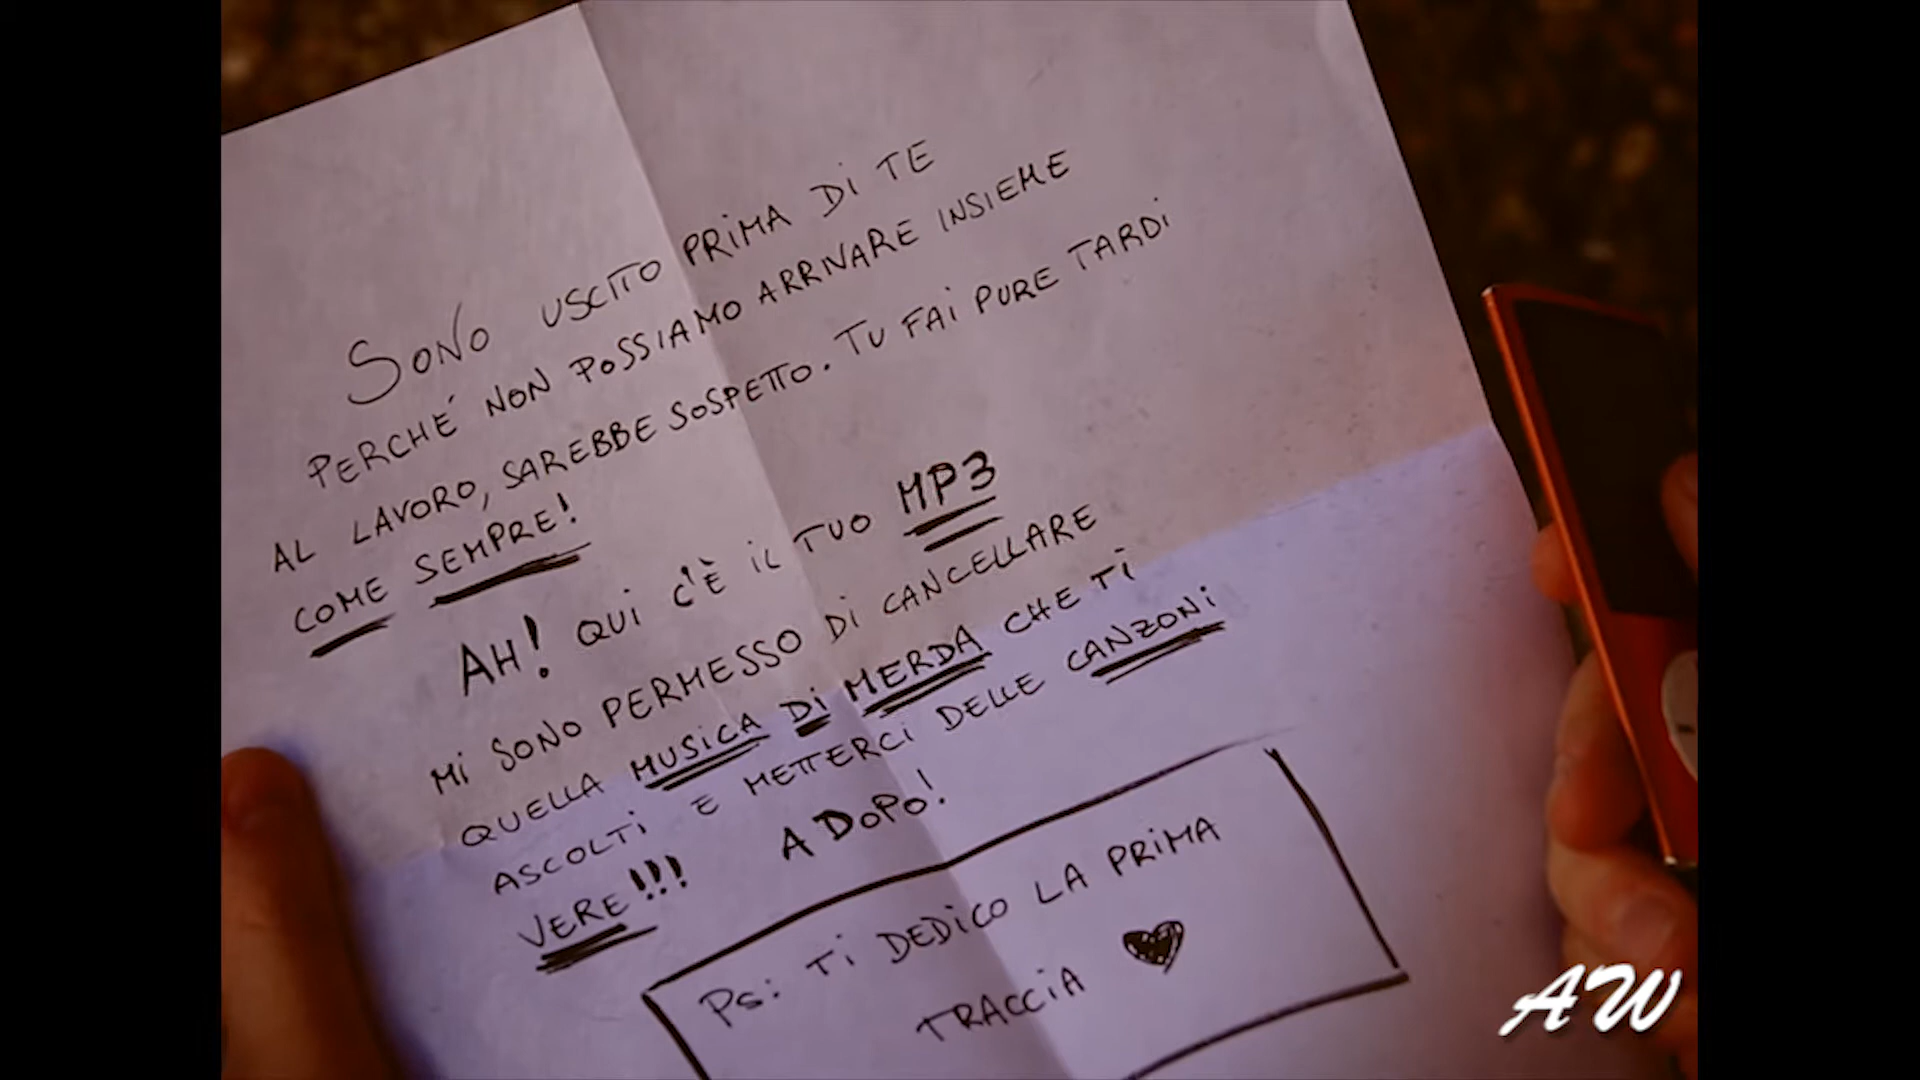 SONO USCITO PRIMA DI TE
PERCHÉ NON POSSIAMO ARRIVARE INSIEME
AL LAVORO, SAREBBE SOSPETTO. TU FAI PURE TARDI
COME SEMPRE!
AH! QUI C'È IL TUO MP3
MI SONO PERMESSO DI CANCELLARE
QUELLA MUSICA DI MERDA CHE TI
ASCOLTI E METTERCI DELLE CANZONI
VERE!!! A DOPO!
Ps: TI DEDICO LA PRIMA
TRACCIA ♥
AW